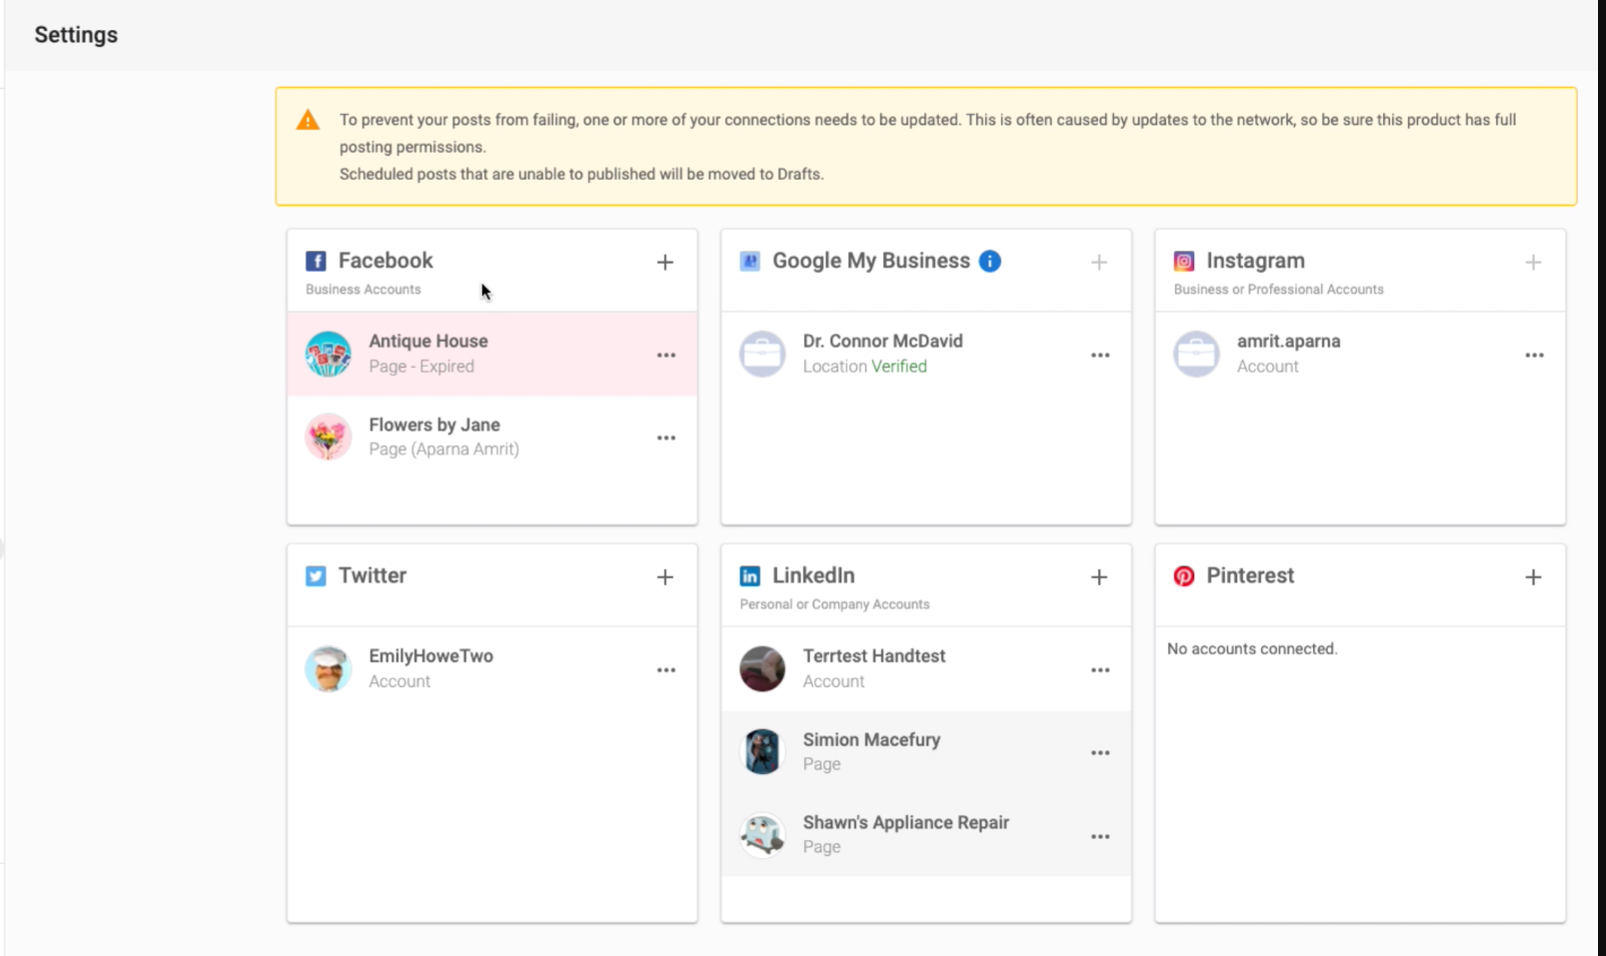 Settings
To prevent your posts from failing, one or more of your connections needs to be updated. This is often caused by updates to the network, so be sure this product has full
posting permissions.
Scheduled posts that are unable to published will be moved to Drafts.
Facebook
Business Accounts
Antique House
Page - Expired
Flowers by Jane
Page (Aparna Amrit)
Google My Business
Dr. Connor McDavid
Location Verified
Instagram
Business or Professional Accounts
amrit.aparna
Account
Twitter
EmilyHoweTwo
Account
LinkedIn
Personal or Company Accounts
Terrtest Handtest
Account
Simion Macefury
Page
Shawn's Appliance Repair
Page
Pinterest
No accounts connected.